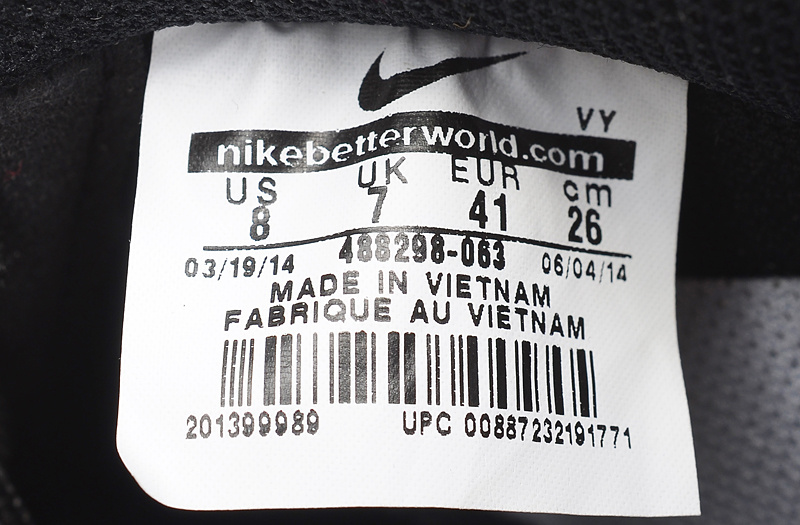 VY
nikebetterworld.com
US UK EUR cm
8 7 41 26
486298-063
03/19/14 06/04/14
MADE IN VIETNAM
FABRIQUE AU VIETNAM
201399989 UPC 00887232191771